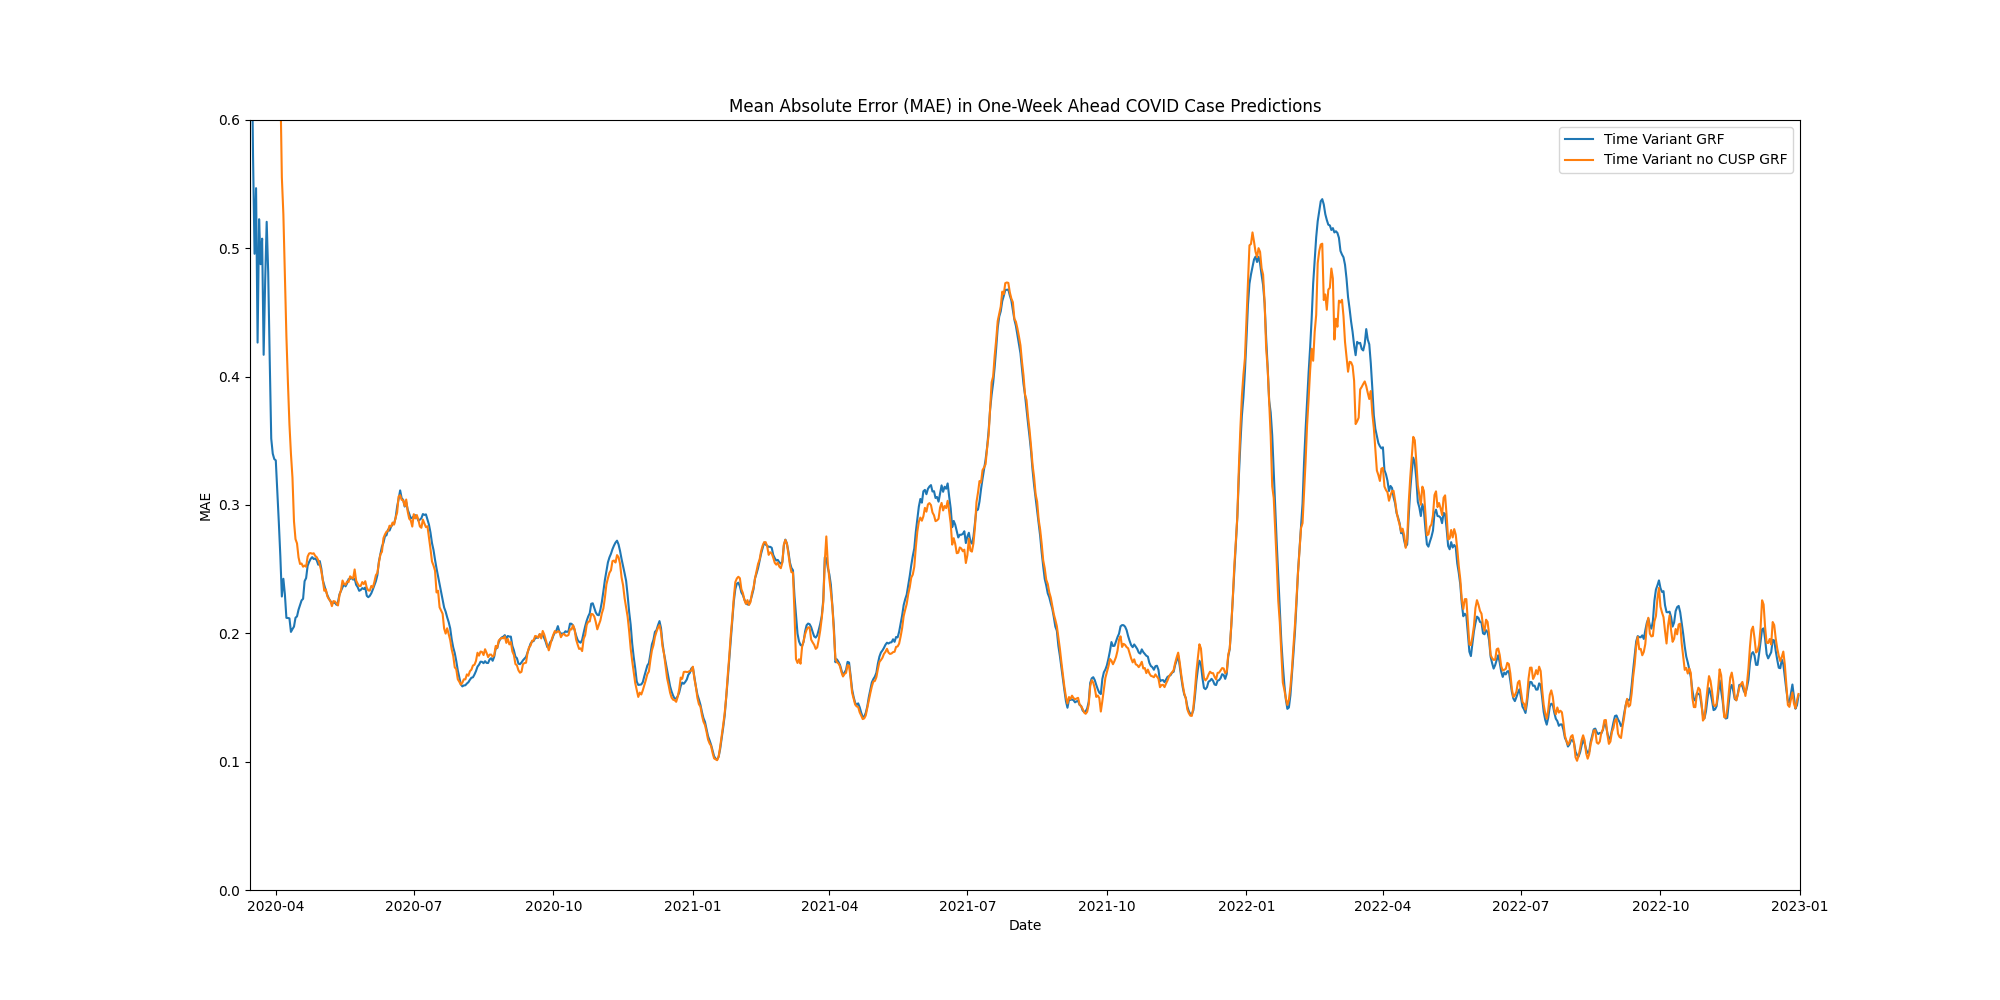 Mean Absolute Error (MAE) in One-Week Ahead COVID Case Predictions
Time Variant GRF
Time Variant no CUSP GRF
MAE
0.6
0.5
0.4
0.3
0.2
0.1
0.0
2020-04 2020-07 2020-10 2021-01 2021-04 2021-07 2021-10 2022-01 2022-04 2022-07 2022-10 2023-01
Date